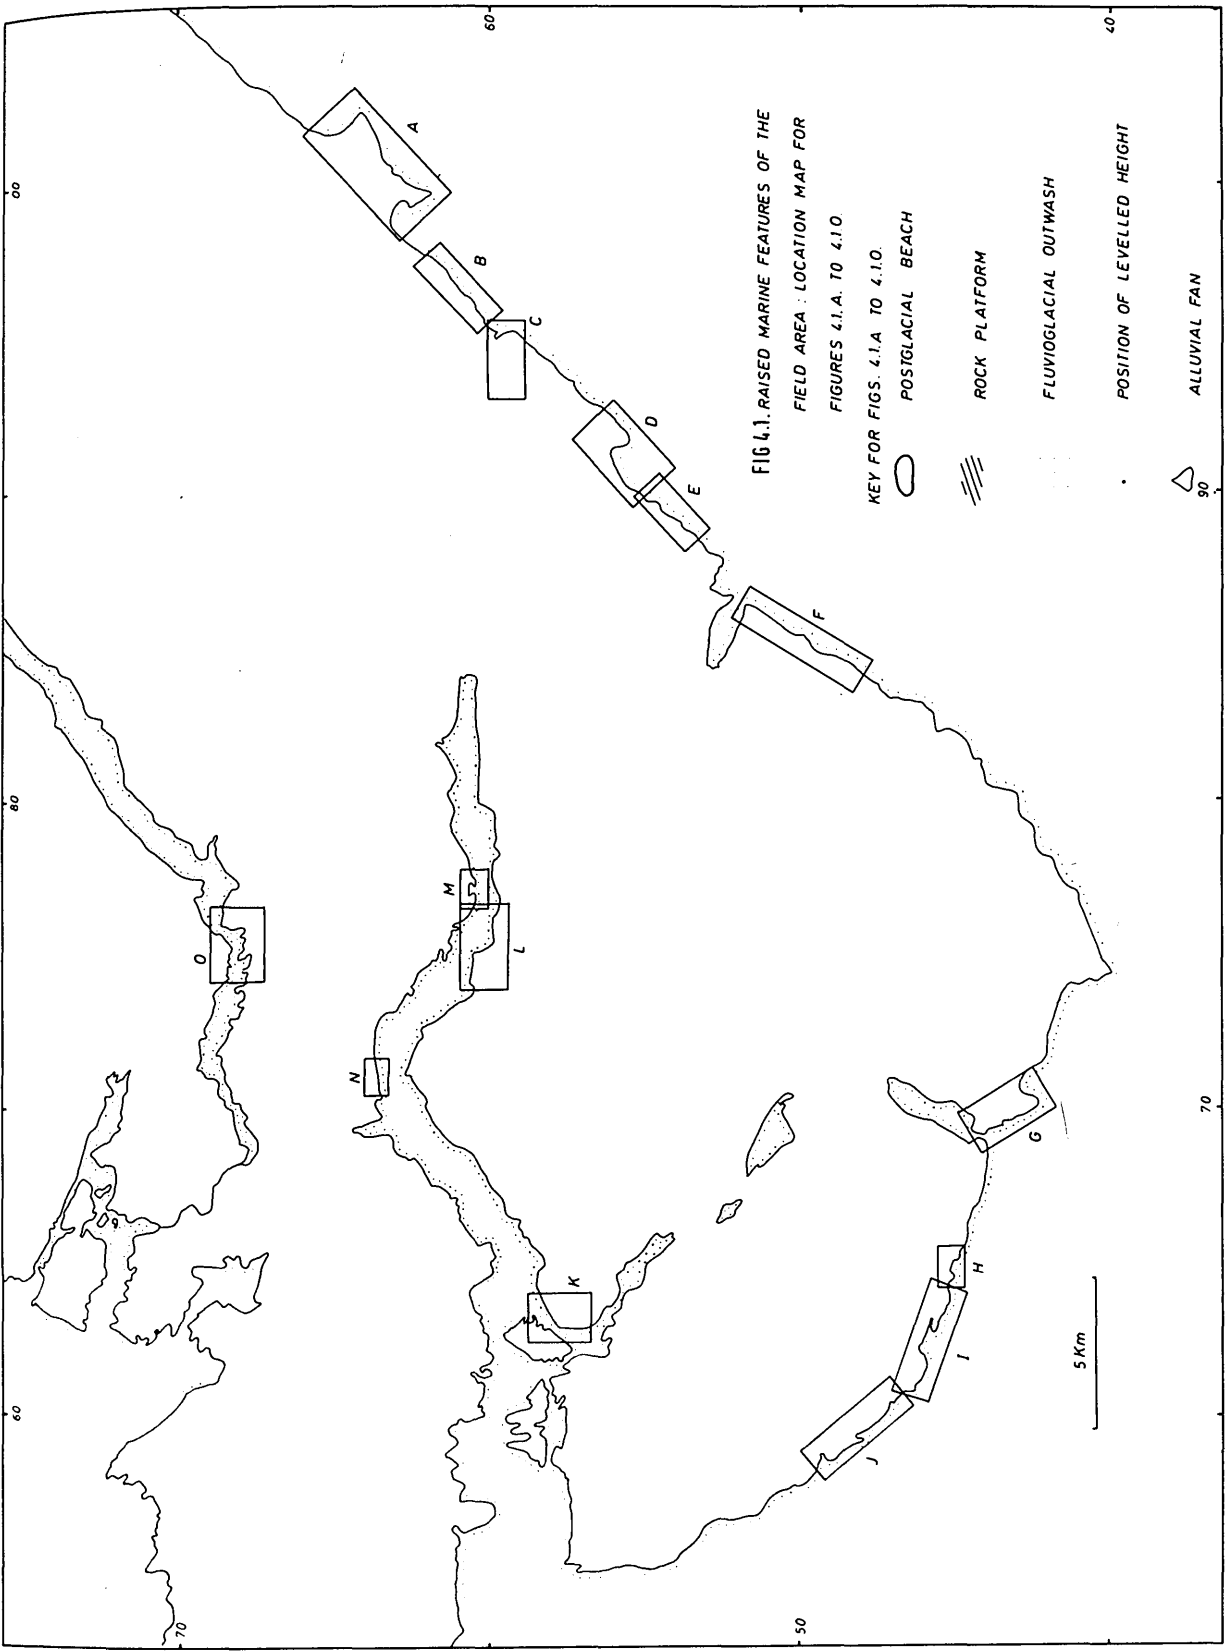 FIG 4.1. RAISED MARINE FEATURES OF THE
FIELD AREA : LOCATION MAP FOR
FIGURES 4.1.A. TO 4.1.O.
KEY FOR FIGS. 4.1.A TO 4.1.O.
POSTGLACIAL BEACH
ROCK PLATFORM
FLUVIOGLACIAL OUTWASH
POSITION OF LEVELLED HEIGHT
ALLUVIAL FAN
A
B
C
D
E
F
G
H
I
J
K
L
M
N
O
5 Km
60
80
00
70
60
50
40
70
90